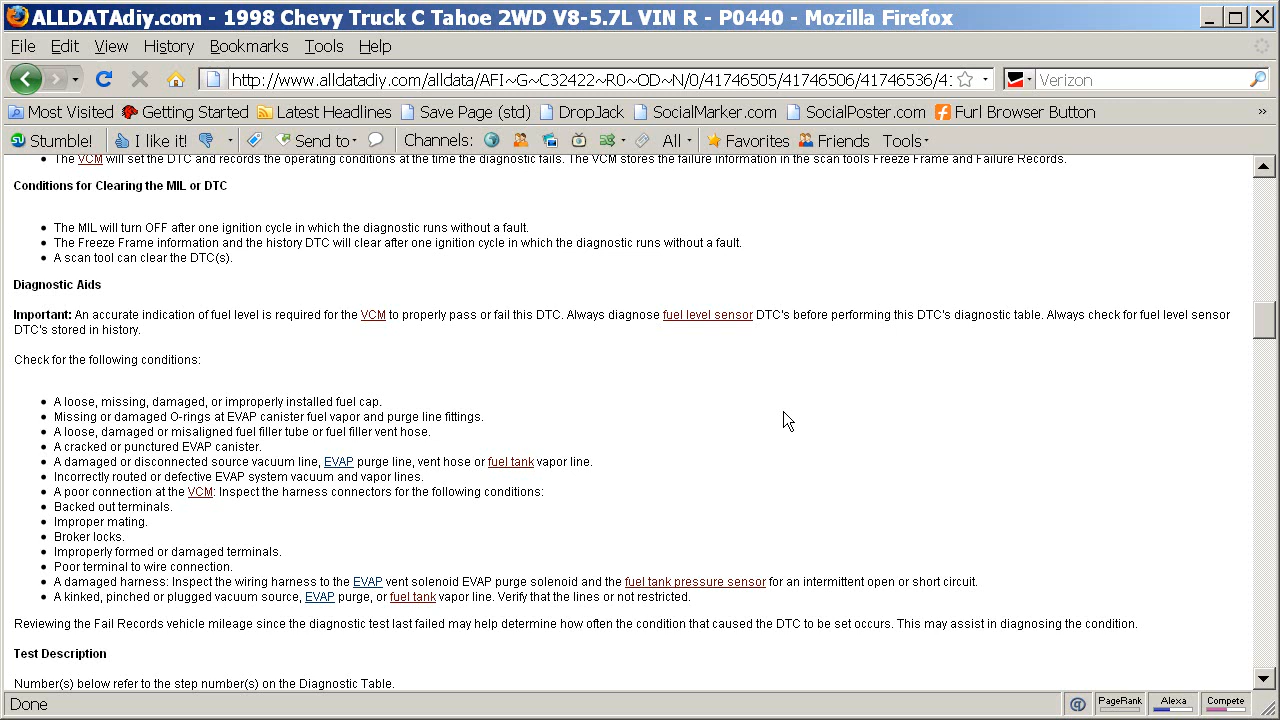 ALLDATAdiy.com - 1998 Chevy Truck C Tahoe 2WD V8-5.7L VIN R - P0440 - Mozilla Firefox
File Edit View History Bookmarks Tools Help
http://www.alldatadiy.com/alldata/AFI~G~C32422~R0~OD~N/0/41746505/41746506/41746536/4
Verizon
Most Visited Getting Started Latest Headlines Save Page (std) DropJack SocialMarker.com SocialPoster.com Furl Browser Button »
Stumble! I like it! Send to Channels: All Favorites Friends Tools
The VCM will set the DTC and records the operating conditions at the time the diagnostic fails. The VCM stores the failure information in the scan tools Freeze Frame and Failure Records.
Conditions for Clearing the MIL or DTC
The MIL will turn OFF after one ignition cycle in which the diagnostic runs without a fault.
The Freeze Frame information and the history DTC will clear after one ignition cycle in which the diagnostic runs without a fault.
A scan tool can clear the DTC(s).
Diagnostic Aids
Important: An accurate indication of fuel level is required for the VCM to properly pass or fail this DTC. Always diagnose fuel level sensor DTC's before performing this DTC's diagnostic table. Always check for fuel level sensor
DTC's stored in history.
Check for the following conditions:
A loose, missing, damaged, or improperly installed fuel cap.
Missing or damaged O-rings at EVAP canister fuel vapor and purge line fittings.
A loose, damaged or misaligned fuel filler tube or fuel filler vent hose.
A cracked or punctured EVAP canister.
A damaged or disconnected source vacuum line, EVAP purge line, vent hose or fuel tank vapor line.
Incorrectly routed or defective EVAP system vacuum and vapor lines.
A poor connection at the VCM: Inspect the harness connectors for the following conditions:
Backed out terminals.
Improper mating.
Broker locks.
Improperly formed or damaged terminals.
Poor terminal to wire connection.
A damaged harness: Inspect the wiring harness to the EVAP vent solenoid EVAP purge solenoid and the fuel tank pressure sensor for an intermittent open or short circuit.
A kinked, pinched or plugged vacuum source, EVAP purge, or fuel tank vapor line. Verify that the lines or not restricted.
Reviewing the Fail Records vehicle mileage since the diagnostic test last failed may help determine how often the condition that caused the DTC to be set occurs. This may assist in diagnosing the condition.
Test Description
Number(s) below refer to the step number(s) on the Diagnostic Table.
Done
PageRank Alexa Compete